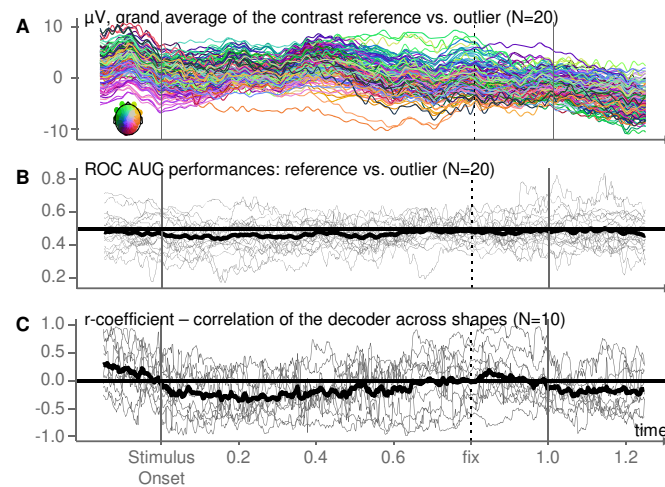 A
μV, grand average of the contrast reference vs. outlier (N=20)
10
0
-10
B
ROC AUC performances: reference vs. outlier (N=20)
0.8
0.6
0.4
0.2
C
r-coefficient – correlation of the decoder across shapes (N=10)
1.0
0.5
0.0
-0.5
-1.0
time
Stimulus Onset 0.2 0.4 0.6 fix 1.0 1.2